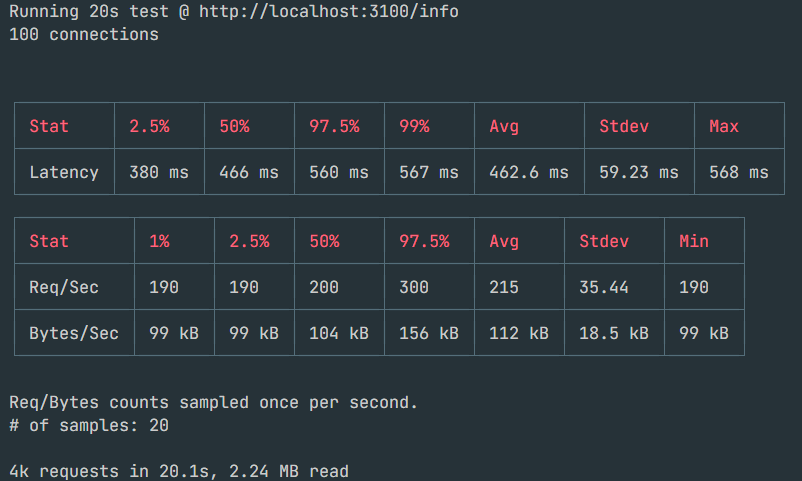 Running 20s test @ http://localhost:3100/info
100 connections
Stat 2.5% 50% 97.5% 99% Avg Stdev Max
Latency 380 ms 466 ms 560 ms 567 ms 462.6 ms 59.23 ms 568 ms
Stat 1% 2.5% 50% 97.5% Avg Stdev Min
Req/Sec 190 190 200 300 215 35.44 190
Bytes/Sec 99 kB 99 kB 104 kB 156 kB 112 kB 18.5 kB 99 kB
Req/Bytes counts sampled once per second.
# of samples: 20
4k requests in 20.1s, 2.24 MB read